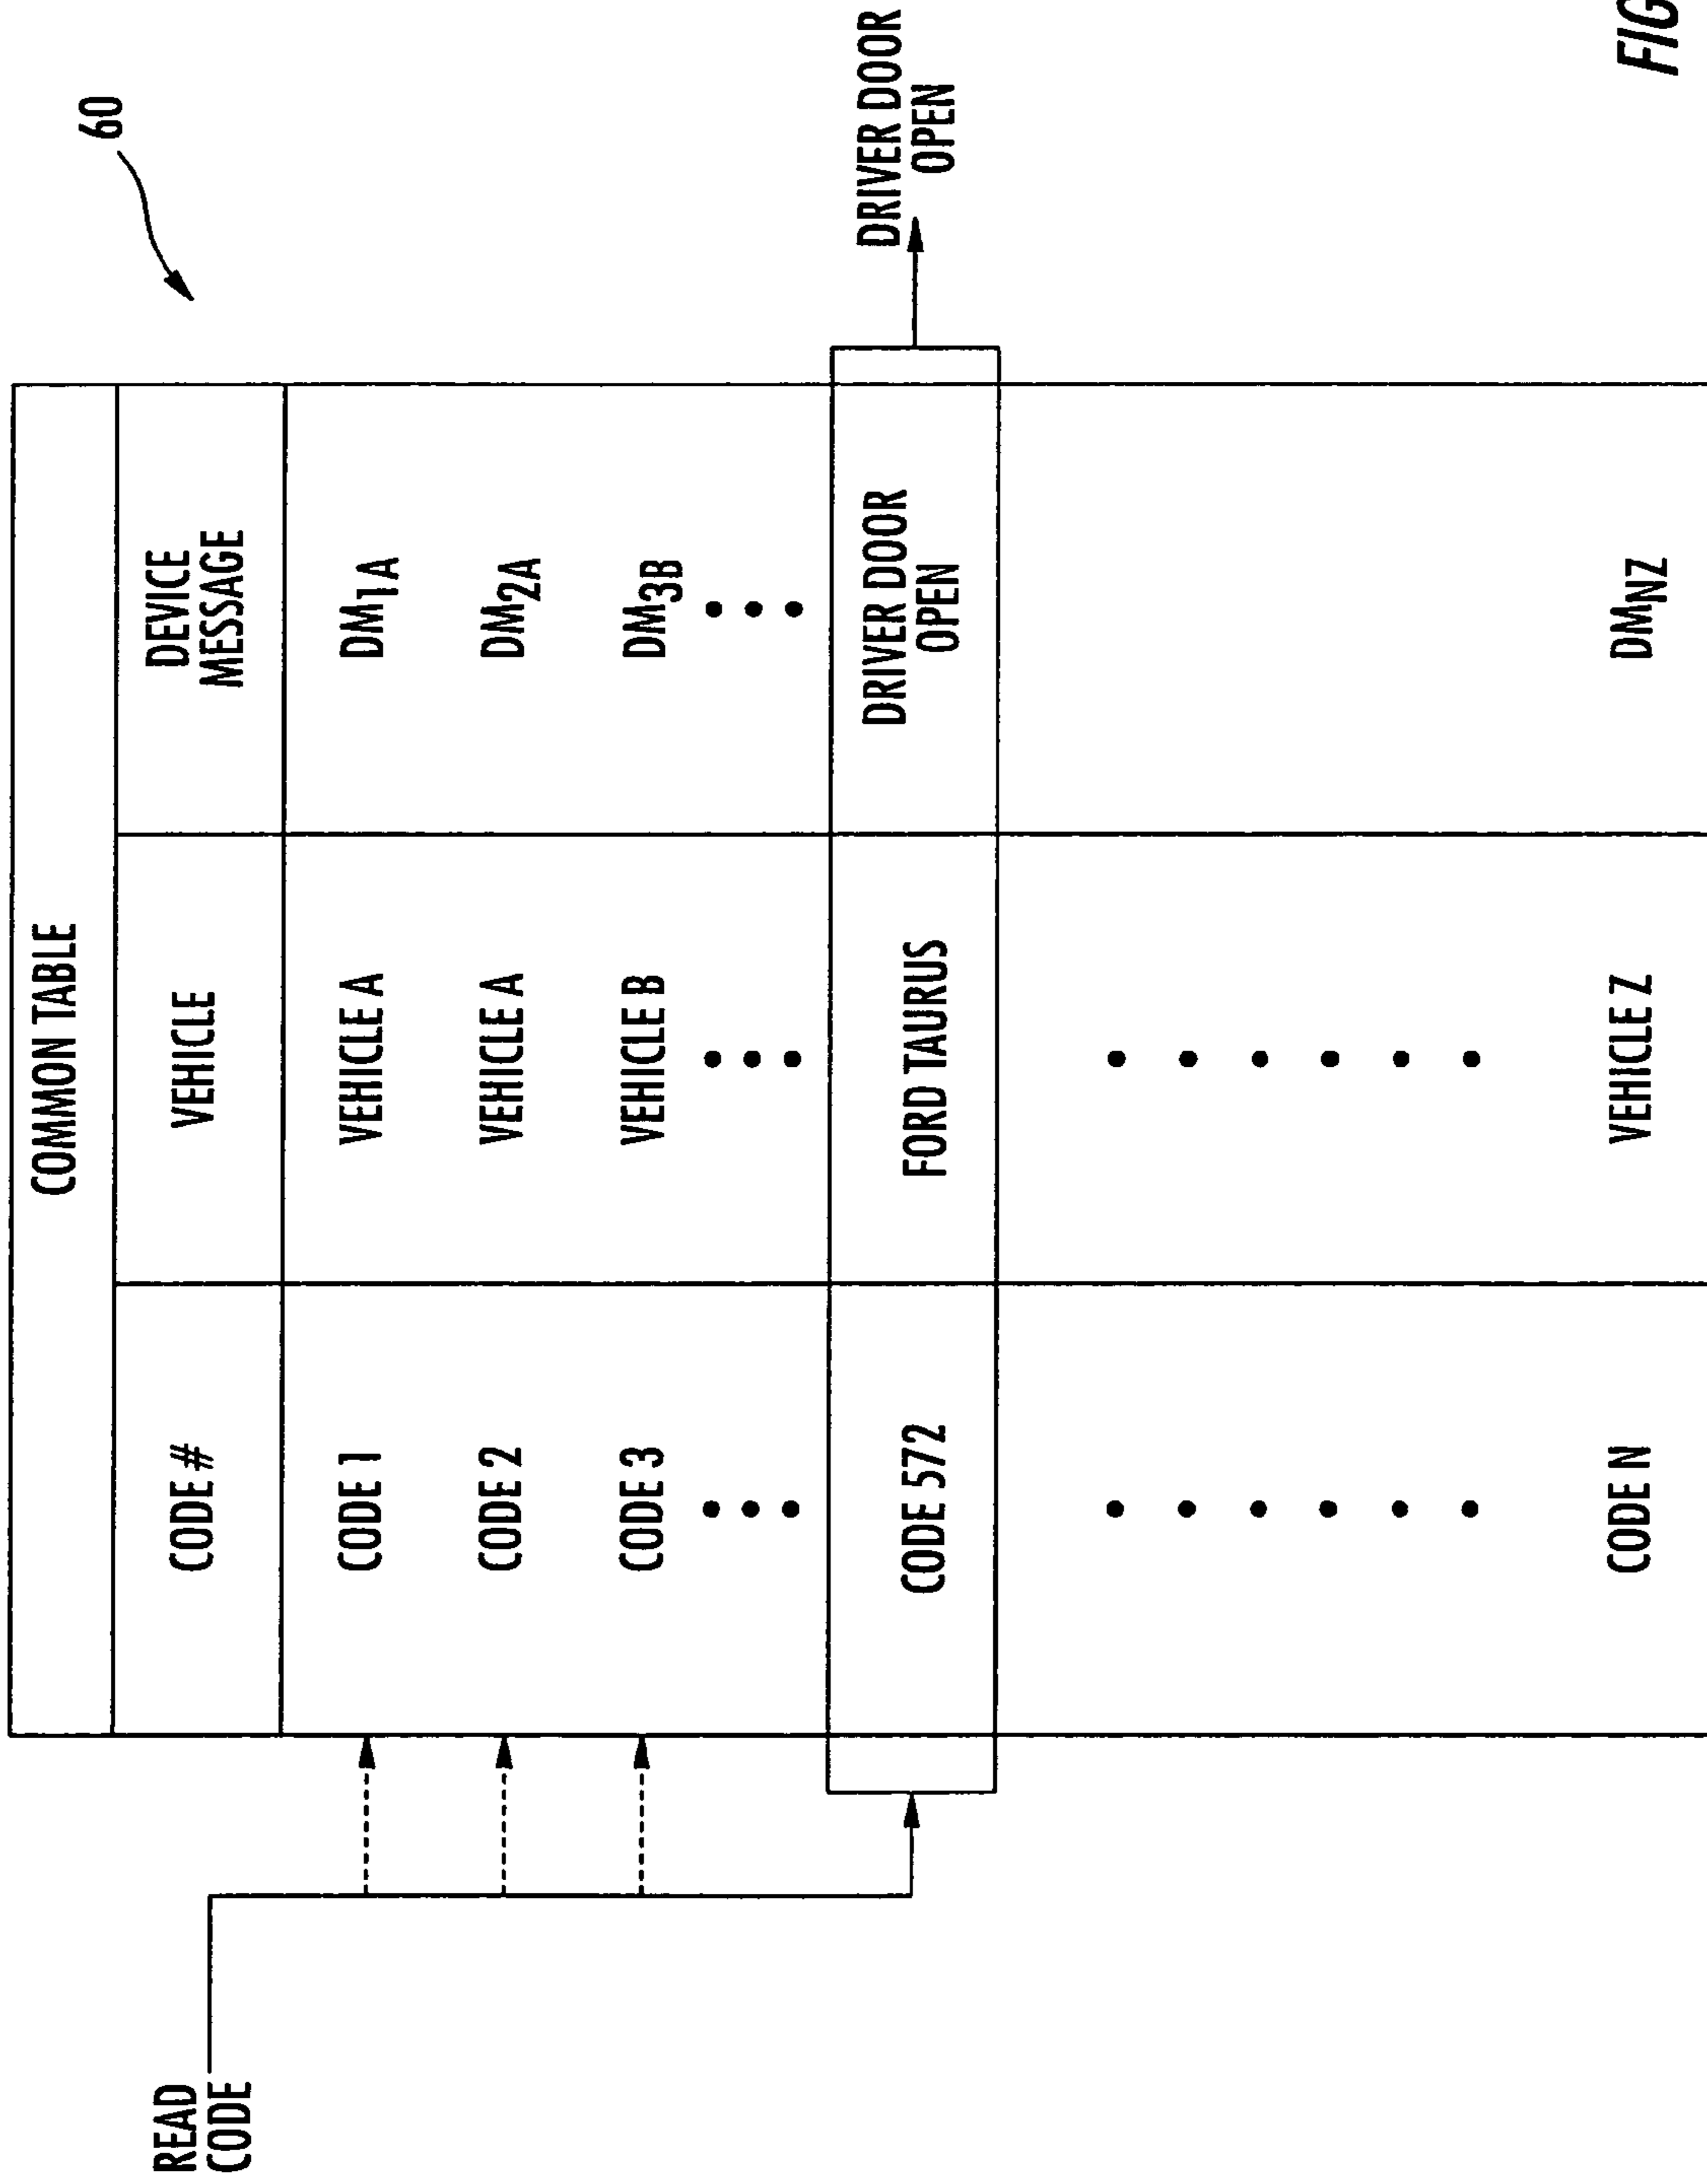 60
COMMON TABLE
CODE #
VEHICLE
DEVICE
MESSAGE
READ
CODE
CODE 1
VEHICLE A
DM1A
CODE 2
VEHICLE A
DM2A
CODE 3
VEHICLE B
DM3B
CODE 572
FORD TAURUS
DRIVER DOOR
OPEN
DRIVER DOOR
OPEN
CODE N
VEHICLE Z
DMNZ
FIG